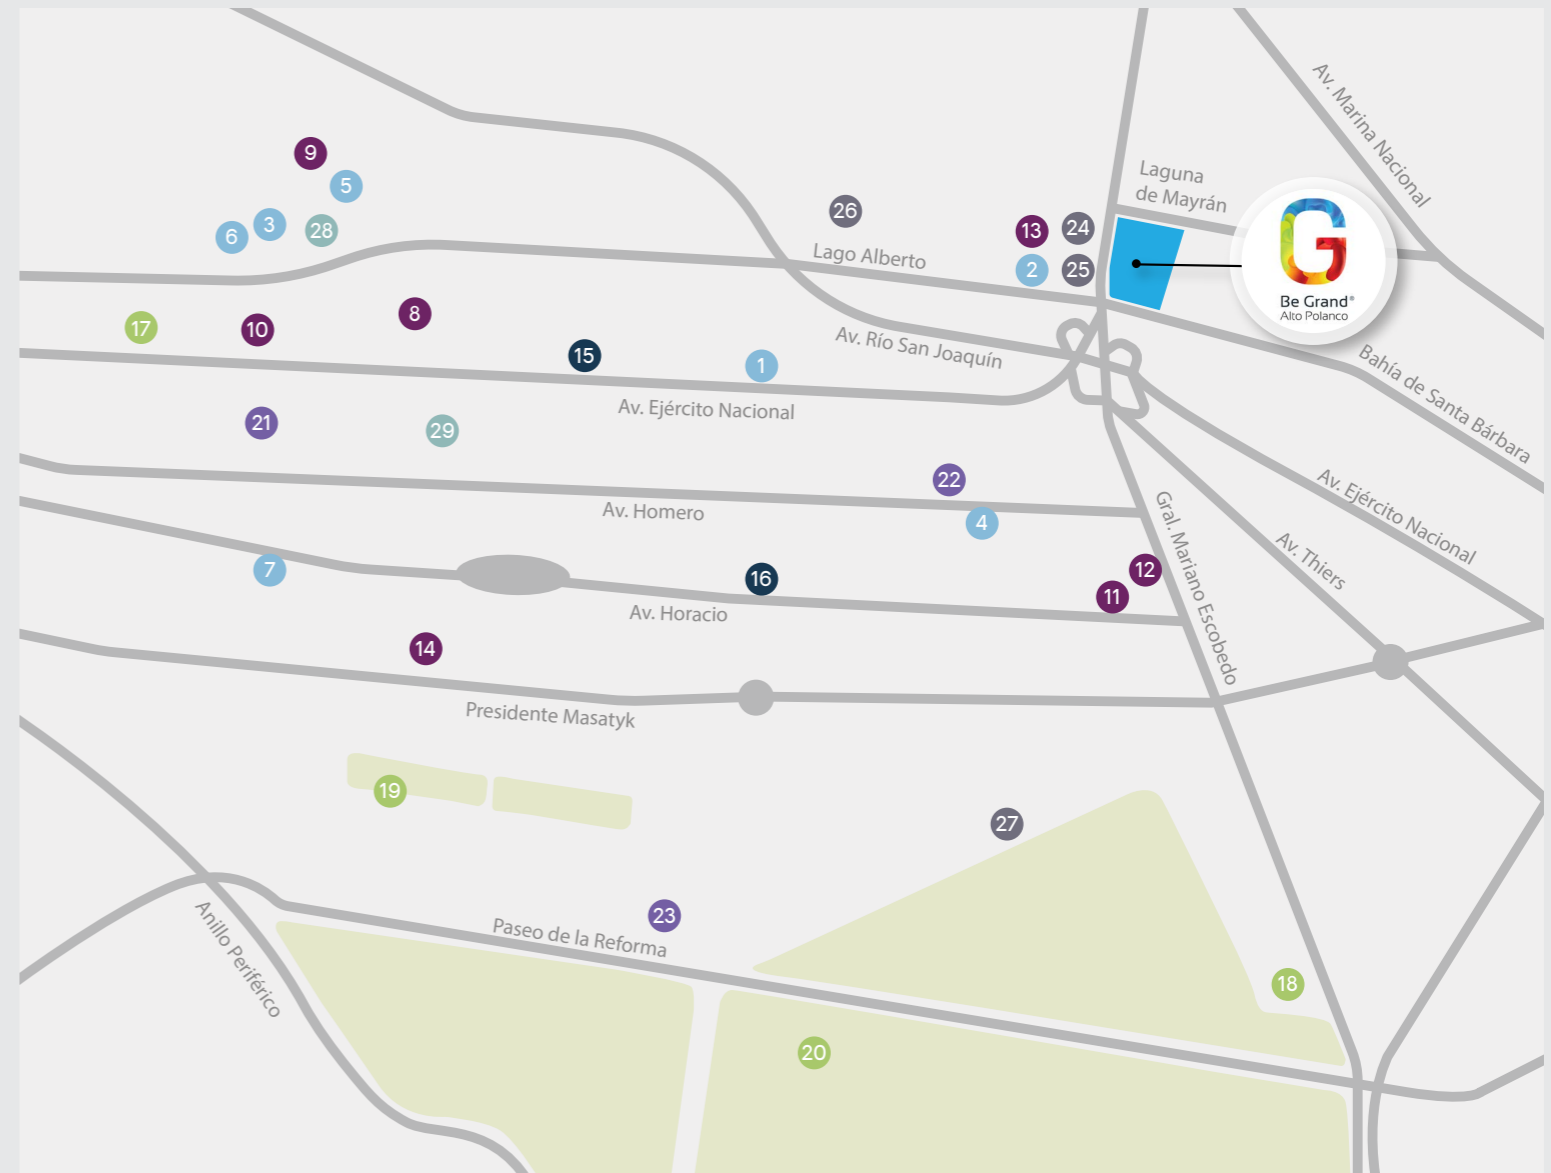 Av. Marina Nacional
9
Laguna
de Mayrán
5
26
3
28
6
13
24
Lago Alberto
2
25
G
Be Grand®
Alto Polanco
17
10
8
15
1
Av. Río San Joaquín
Bahía de Santa Bárbara
Av. Ejército Nacional
21
29
22
Av. Ejército Nacional
Av. Homero
4
Gral. Mariano Escobedo
Av. Thiers
7
16
12
11
Av. Horacio
14
Presidente Masatyk
19
27
23
Paseo de la Reforma
Anillo Periférico
18
20